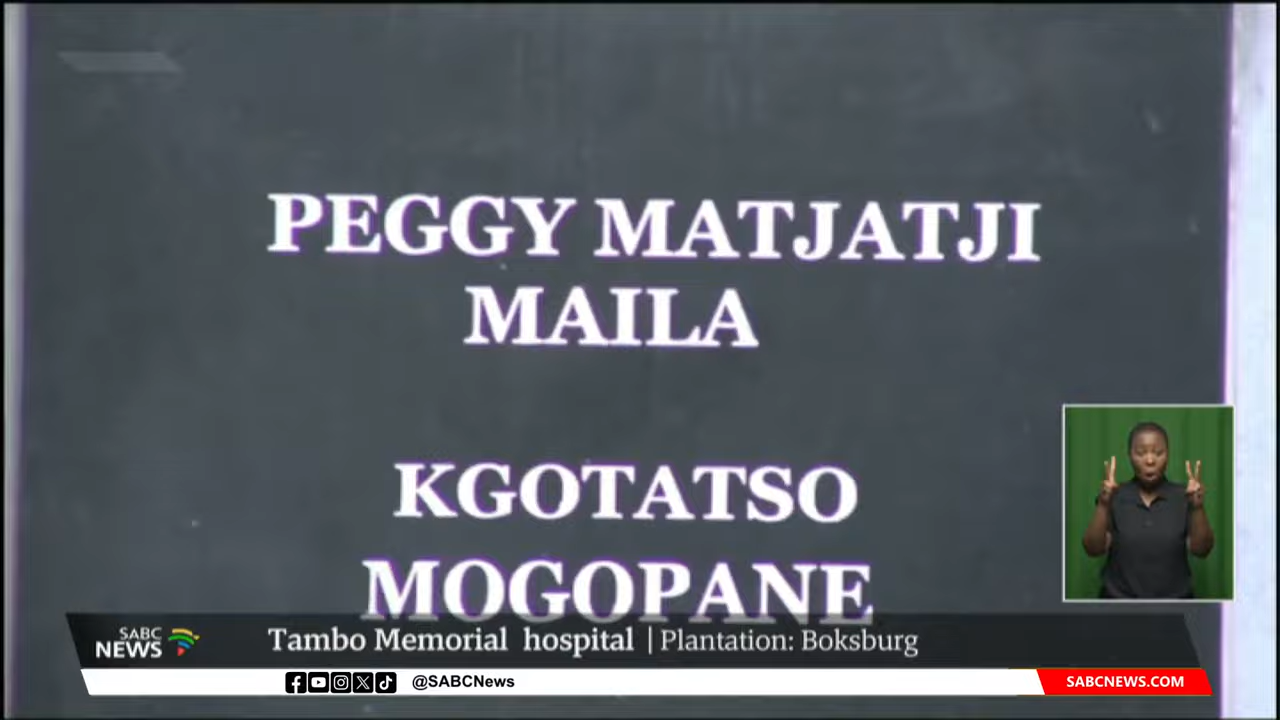 PEGGY MATJATJI
MAILA
KGOTATSO
MOGOPANE
SABC
NEWS
Tambo Memorial hospital | Plantation: Boksburg
@SABCNews
SABCNEWS.COM